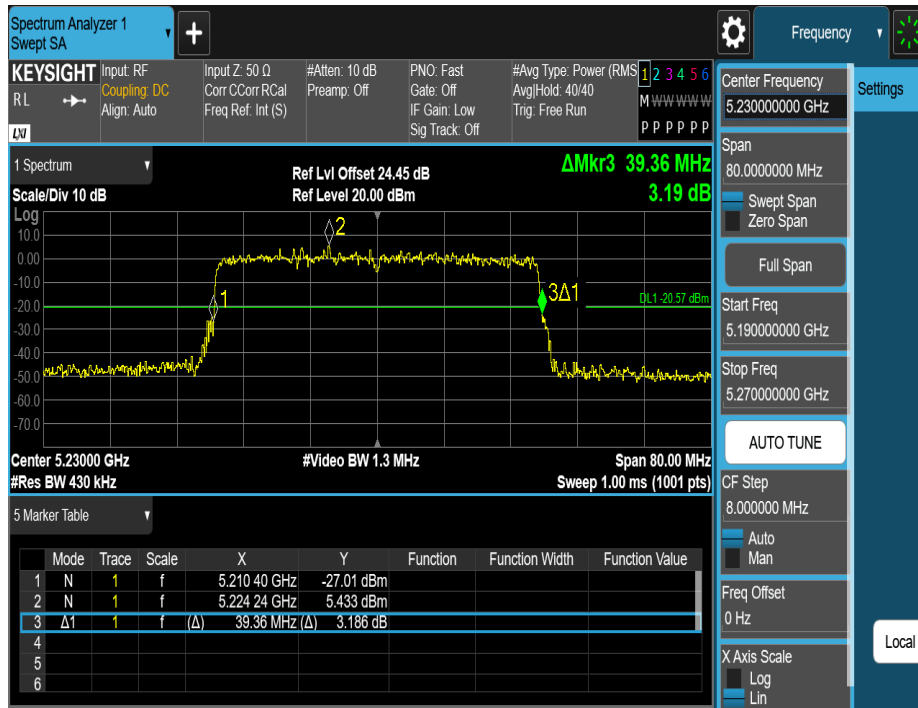 Spectrum Analyzer 1
Swept SA
+
Frequency
KEYSIGHT
R L
LXI
Input: RF
Coupling: DC
Align: Auto
Input Z: 50 Ω
Corr CCorr RCal
Freq Ref: Int (S)
#Atten: 10 dB
Preamp: Off
PNO: Fast
Gate: Off
IF Gain: Low
Sig Track: Off
#Avg Type: Power (RMS
Avg|Hold: 40/40
Trig: Free Run
1 2 3 4 5 6
M W W W W W
P P P P P P
1 Spectrum
Scale/Div 10 dB
Ref Lvl Offset 24.45 dB
Ref Level 20.00 dBm
ΔMkr3 39.36 MHz
3.19 dB
Log
10.0
0.00
-10.0
-20.0
-30.0
-40.0
-50.0
-60.0
-70.0
2
1
3Δ1
DL1 -20.57 dBm
Center 5.23000 GHz
#Video BW 1.3 MHz
Span 80.00 MHz
#Res BW 430 kHz
Sweep 1.00 ms (1001 pts)
5 Marker Table
Mode Trace Scale X Y Function Function Width Function Value
1 N 1 f 5.210 40 GHz -27.01 dBm
2 N 1 f 5.224 24 GHz 5.433 dBm
3 Δ1 1 f (Δ) 39.36 MHz (Δ) 3.186 dB
4
5
6
Center Frequency
5.230000000 GHz
Span
80.0000000 MHz
Swept Span
Zero Span
Full Span
Start Freq
5.190000000 GHz
Stop Freq
5.270000000 GHz
AUTO TUNE
CF Step
8.000000 MHz
Auto
Man
Freq Offset
0 Hz
X Axis Scale
Log
Lin
Settings
Local